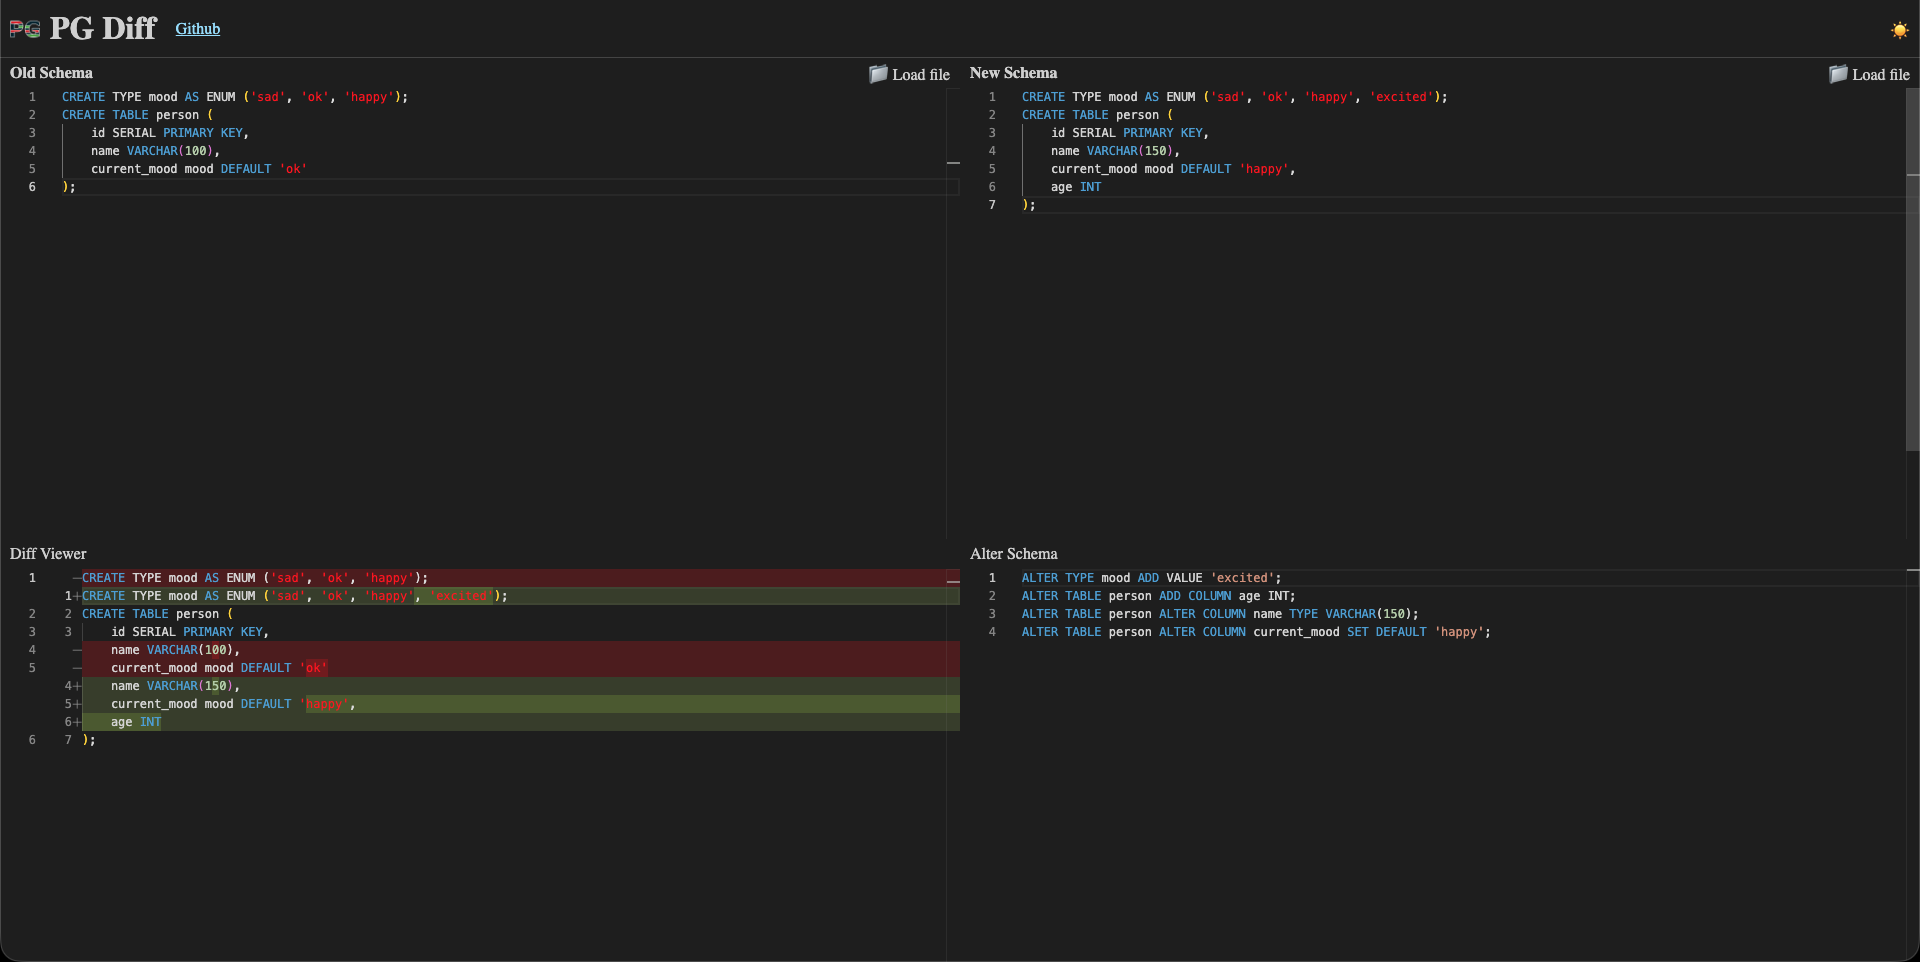 PG PG Diff Github
Old Schema Load file
1 CREATE TYPE mood AS ENUM ('sad', 'ok', 'happy');
2 CREATE TABLE person (
3     id SERIAL PRIMARY KEY,
4     name VARCHAR(100),
5     current_mood mood DEFAULT 'ok'
6 );
New Schema Load file
1 CREATE TYPE mood AS ENUM ('sad', 'ok', 'happy', 'excited');
2 CREATE TABLE person (
3     id SERIAL PRIMARY KEY,
4     name VARCHAR(150),
5     current_mood mood DEFAULT 'happy',
6     age INT
7 );
Diff Viewer
1 —CREATE TYPE mood AS ENUM ('sad', 'ok', 'happy');
1+CREATE TYPE mood AS ENUM ('sad', 'ok', 'happy', 'excited');
2 2 CREATE TABLE person (
3 3     id SERIAL PRIMARY KEY,
4 —    name VARCHAR(100),
5 —    current_mood mood DEFAULT 'ok'
4+    name VARCHAR(150),
5+    current_mood mood DEFAULT 'happy',
6+    age INT
6 7 );
Alter Schema
1 ALTER TYPE mood ADD VALUE 'excited';
2 ALTER TABLE person ADD COLUMN age INT;
3 ALTER TABLE person ALTER COLUMN name TYPE VARCHAR(150);
4 ALTER TABLE person ALTER COLUMN current_mood SET DEFAULT 'happy';